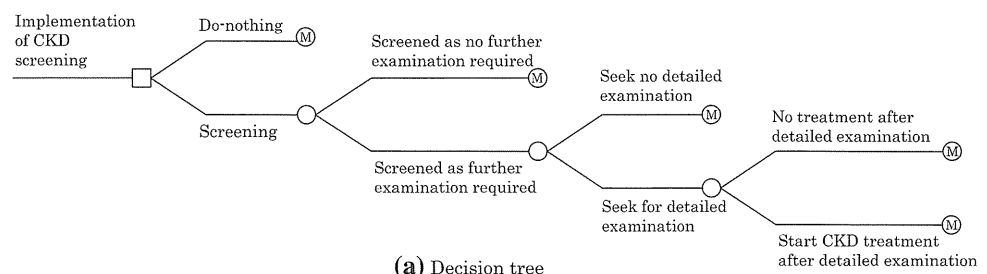 Implementation
of CKD
screening
Do-nothing
M
Screening
Screened as no further
examination required
M
Screened as further
examination required
Seek no detailed
examination
M
Seek for detailed
examination
No treatment after
detailed examination
M
Start CKD treatment
after detailed examination
M
(a) Decision tree